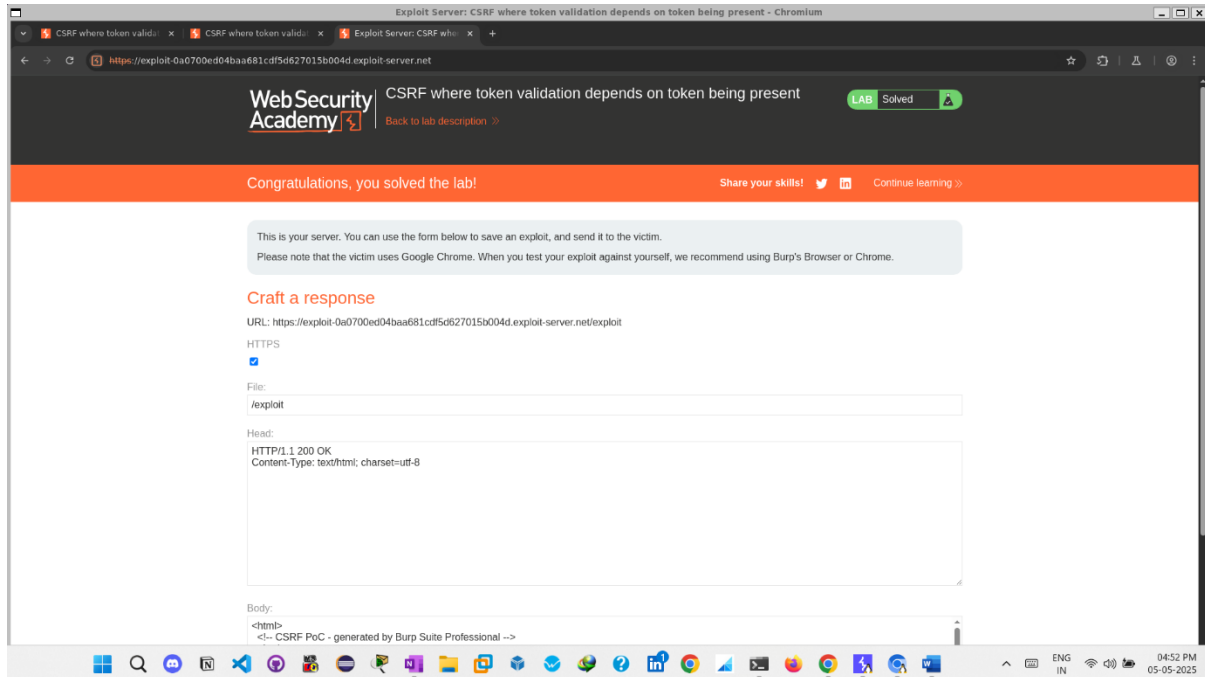 Exploit Server: CSRF where token validation depends on token being present - Chromium
CSRF where token validat
CSRF where token validat
Exploit Server: CSRF whe
https://exploit-0a0700ed04baa681cdf5d627015b004d.exploit-server.net
Web Security
Academy
CSRF where token validation depends on token being present
Back to lab description
LAB Solved
Congratulations, you solved the lab!
Share your skills!
Continue learning
This is your server. You can use the form below to save an exploit, and send it to the victim.
Please note that the victim uses Google Chrome. When you test your exploit against yourself, we recommend using Burp's Browser or Chrome.
Craft a response
URL: https://exploit-0a0700ed04baa681cdf5d627015b004d.exploit-server.net/exploit
HTTPS
File:
/exploit
Head:
HTTP/1.1 200 OK
Content-Type: text/html; charset=utf-8
Body:
<html>
<!-- CSRF PoC - generated by Burp Suite Professional -->
ENG
IN
04:52 PM
05-05-2025